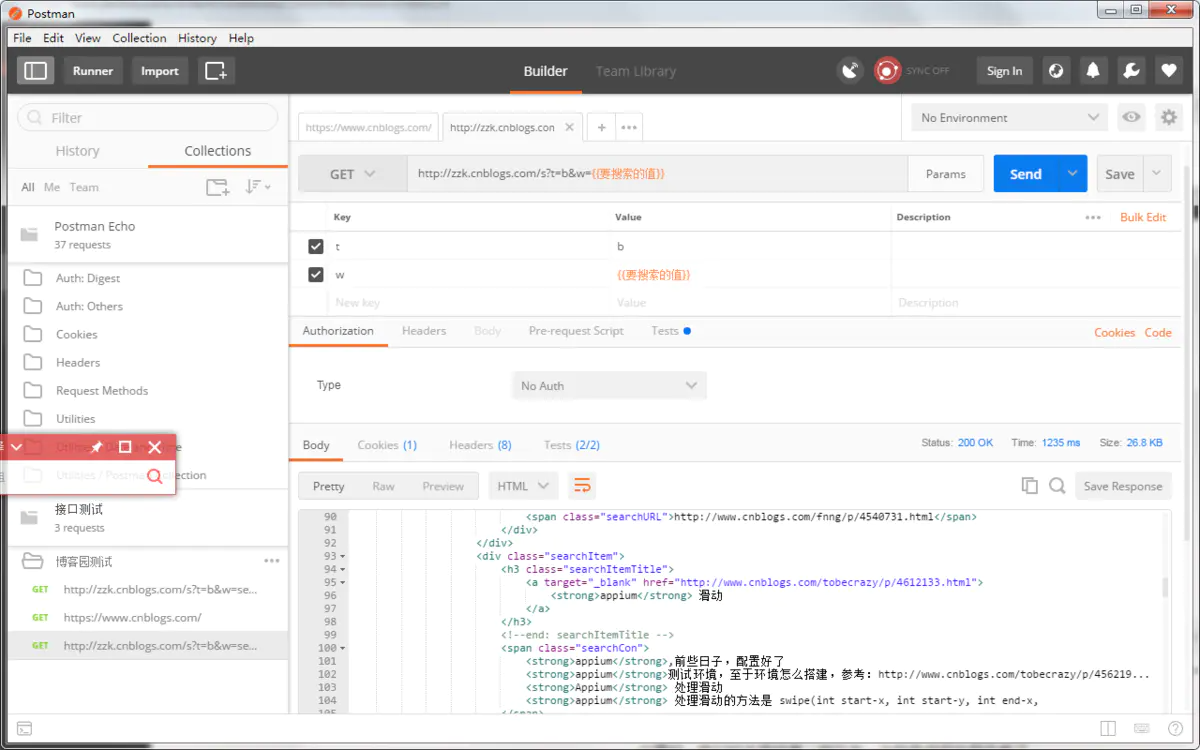 Postman
File Edit View Collection History Help
Runner Import Builder Team Library SYNC OFF Sign In
Filter
History Collections
All Me Team
Postman Echo
37 requests
Auth: Digest
Auth: Others
Cookies
Headers
Request Methods
Utilities
接口测试
3 requests
博客园测试
GET http://zzk.cnblogs.com/s?t=b&w=se...
GET https://www.cnblogs.com/
GET http://zzk.cnblogs.com/s?t=b&w=se...
https://www.cnblogs.com/ http://zzk.cnblogs.con
No Environment
GET http://zzk.cnblogs.com/s?t=b&w={{要搜索的值}} Params Send Save
Key Value Description Bulk Edit
t b
w {{要搜索的值}}
New key Value Description
Authorization Headers Body Pre-request Script Tests Cookies Code
Type No Auth
Body Cookies (1) Headers (8) Tests (2/2) Status: 200 OK Time: 1235 ms Size: 26.8 KB
Pretty Raw Preview HTML Save Response
90 <span class="searchURL">http://www.cnblogs.com/fnng/p/4540731.html</span>
91 </div>
92 </div>
93 <div class="searchItem">
94 <h3 class="searchItemTitle">
95 <a target="_blank" href="http://www.cnblogs.com/tobecrazy/p/4612133.html">
96 <strong>appium</strong> 滑动
97 </a>
98 </h3>
99 <!--end: searchItemTitle -->
100 <span class="searchCon">
101 <strong>appium</strong>,前些日子，配置好了
102 <strong>appium</strong>测试环境，至于环境怎么搭建，参考：http://www.cnblogs.com/tobecrazy/p/456219...
103 <strong>Appium</strong> 处理滑动
104 <strong>appium</strong> 处理滑动的方法是 swipe(int start-x, int start-y, int end-x,